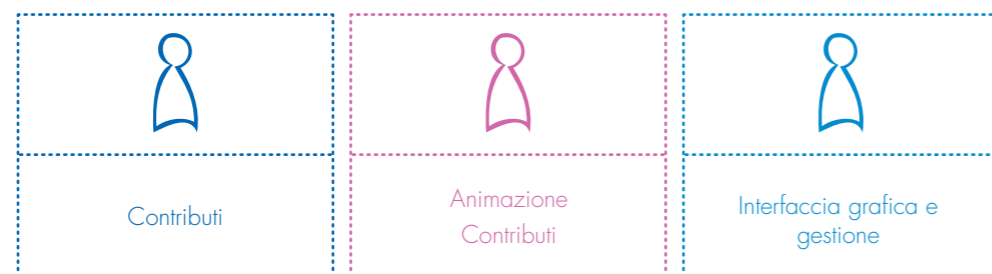 Contributi
Animazione
Contributi
Interfaccia grafica e
gestione